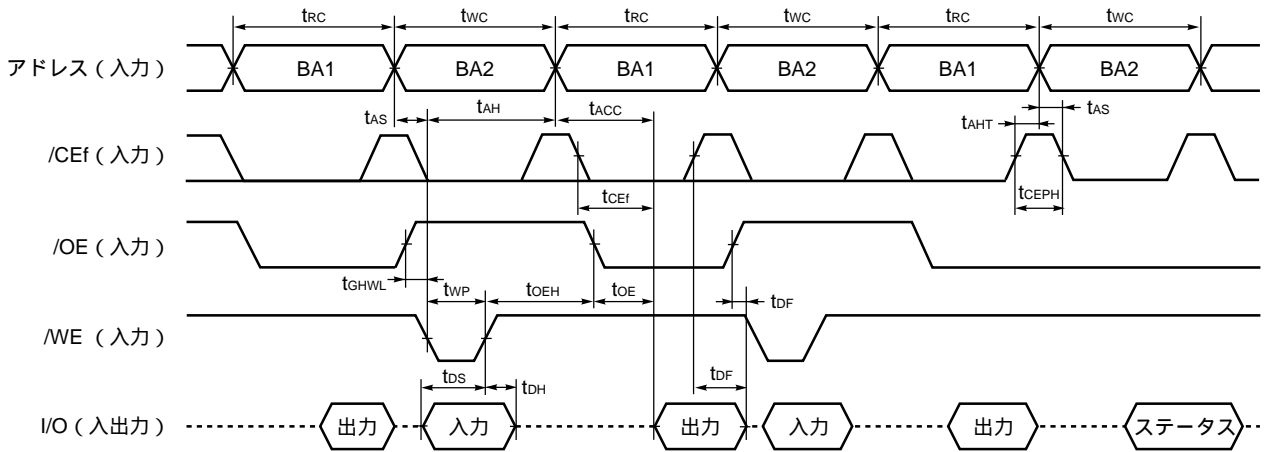 tRC tWC tRC tWC tRC tWC
アドレス（入力） BA1 BA2 BA1 BA2 BA1 BA2
tAS tAH tACC tAHT tAS
/CEf（入力）
tCEf tCEPH
/OE（入力）
tGHWL tWP tOEH tOE tDF
/WE （入力）
tDS tDH tDF
I/O（入出力） 出力 入力 出力 入力 出力 ステータス